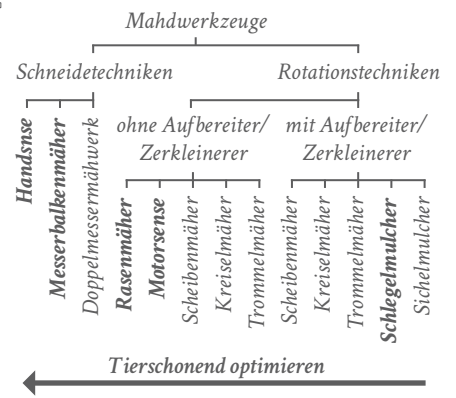 Mahdwerkzeuge
Schneidetechniken
Rotationstechniken
ohne Aufbereiter/
Zerkleinerer
mit Aufbereiter/
Zerkleinerer
Handsnse
Messerbalkenmäher
Doppelmessermähwerk
Rasenmäher
Motorsense
Scheibenmäher
Kreiselmäher
Trommelmäher
Scheibenmäher
Kreiselmäher
Trommelmäher
Schlegelmulcher
Sichelmulcher
Tierschonend optimieren